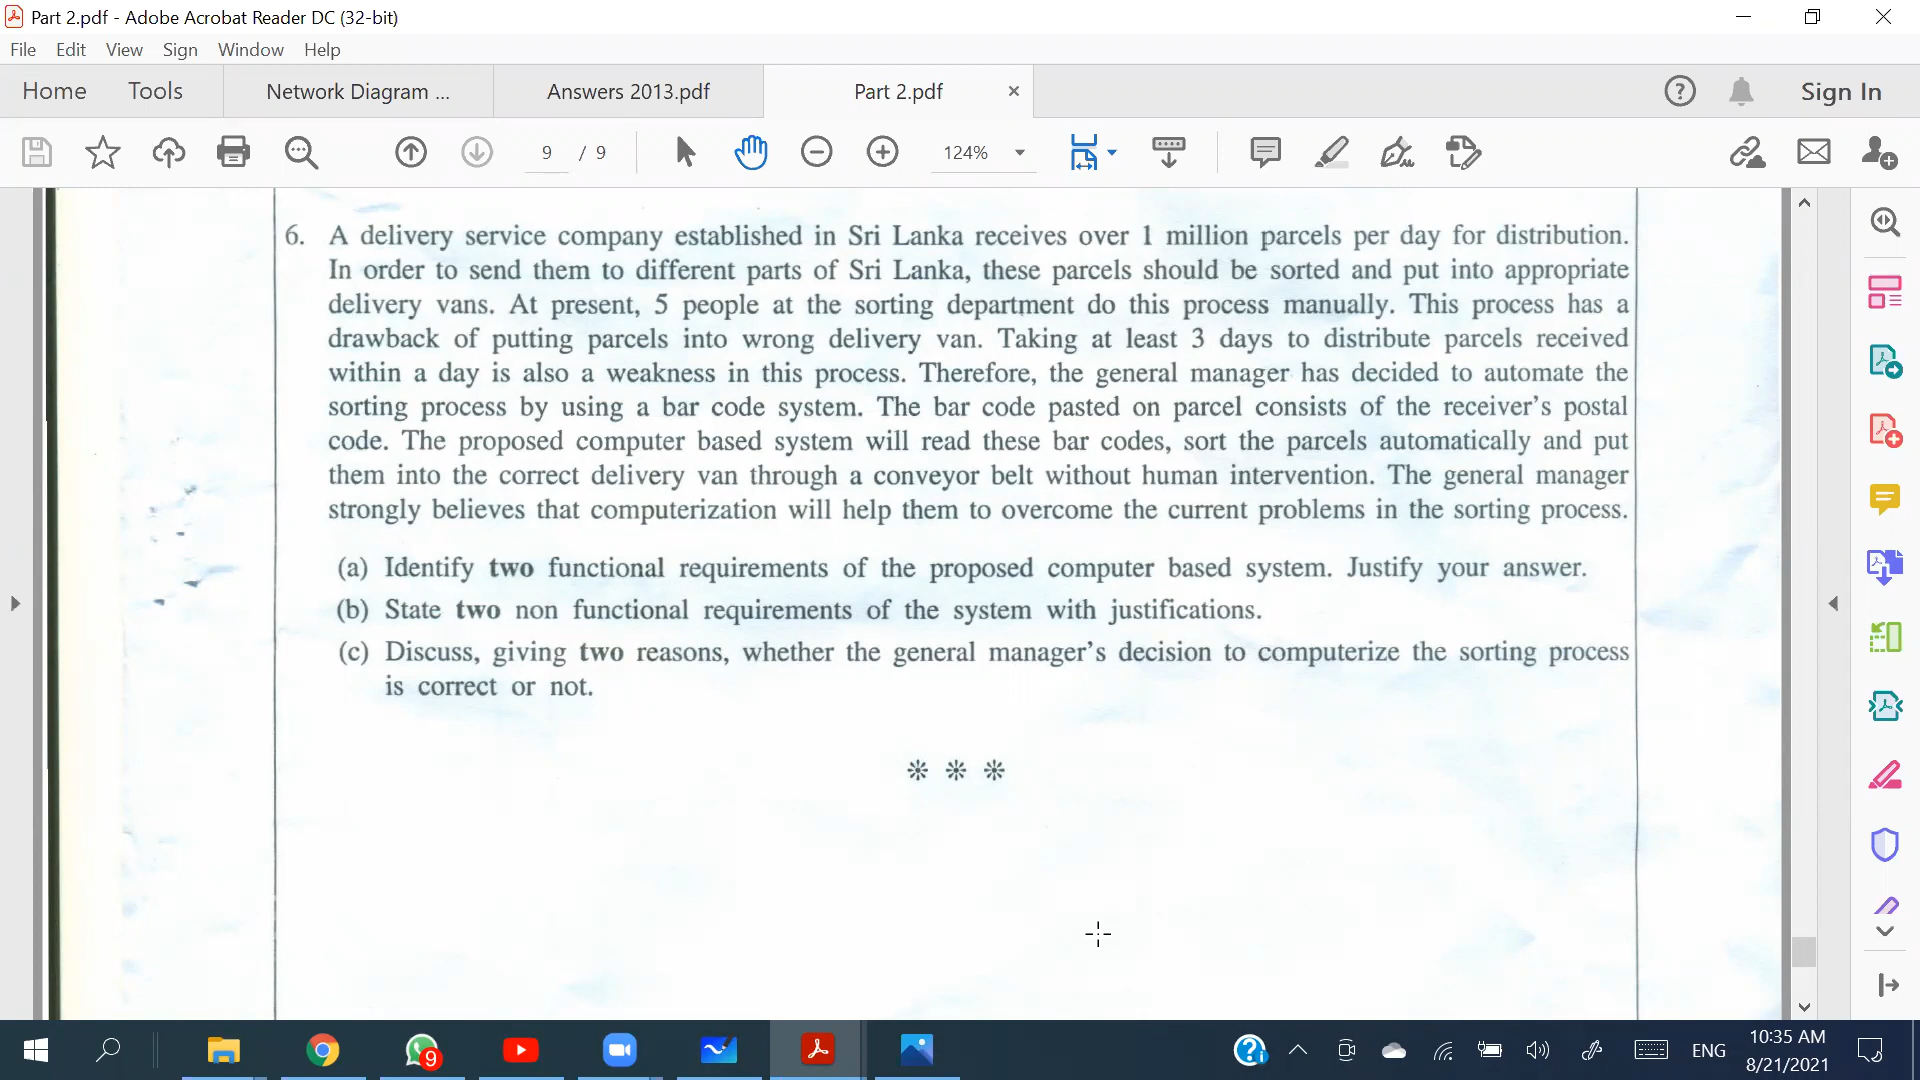 Part 2.pdf - Adobe Acrobat Reader DC (32-bit)
File Edit View Sign Window Help
Home Tools Network Diagram ... Answers 2013.pdf Part 2.pdf × Sign In
9 / 9 124%
6. A delivery service company established in Sri Lanka receives over 1 million parcels per day for distribution.
In order to send them to different parts of Sri Lanka, these parcels should be sorted and put into appropriate
delivery vans. At present, 5 people at the sorting department do this process manually. This process has a
drawback of putting parcels into wrong delivery van. Taking at least 3 days to distribute parcels received
within a day is also a weakness in this process. Therefore, the general manager has decided to automate the
sorting process by using a bar code system. The bar code pasted on parcel consists of the receiver's postal
code. The proposed computer based system will read these bar codes, sort the parcels automatically and put
them into the correct delivery van through a conveyor belt without human intervention. The general manager
strongly believes that computerization will help them to overcome the current problems in the sorting process.
(a) Identify two functional requirements of the proposed computer based system. Justify your answer.
(b) State two non functional requirements of the system with justifications.
(c) Discuss, giving two reasons, whether the general manager's decision to computerize the sorting process
is correct or not.
* * *
9 ENG 10:35 AM
8/21/2021